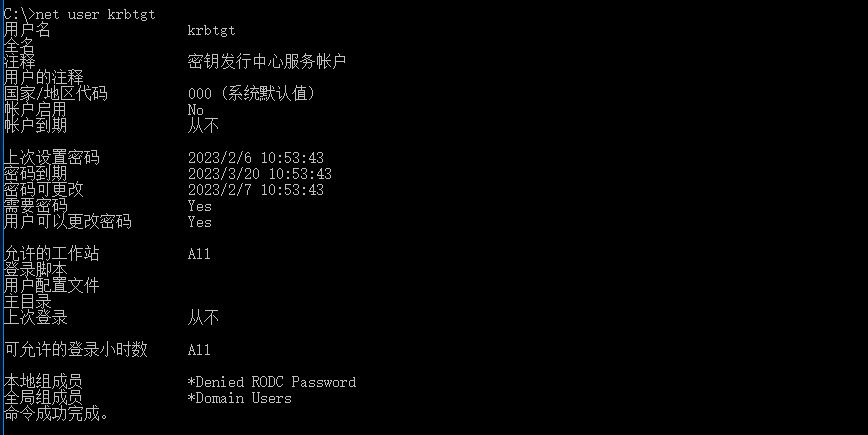 C:\>net user krbtgt
用户名 krbtgt
全名
注释 密钥发行中心服务帐户
用户的注释
国家/地区代码 000 (系统默认值)
帐户启用 No
帐户到期 从不
上次设置密码 2023/2/6 10:53:43
密码到期 2023/3/20 10:53:43
密码可更改 2023/2/7 10:53:43
需要密码 Yes
用户可以更改密码 Yes
允许的工作站 All
登录脚本
用户配置文件
主目录
上次登录 从不
可允许的登录小时数 All
本地组成员 *Denied RODC Password
全局组成员 *Domain Users
命令成功完成。